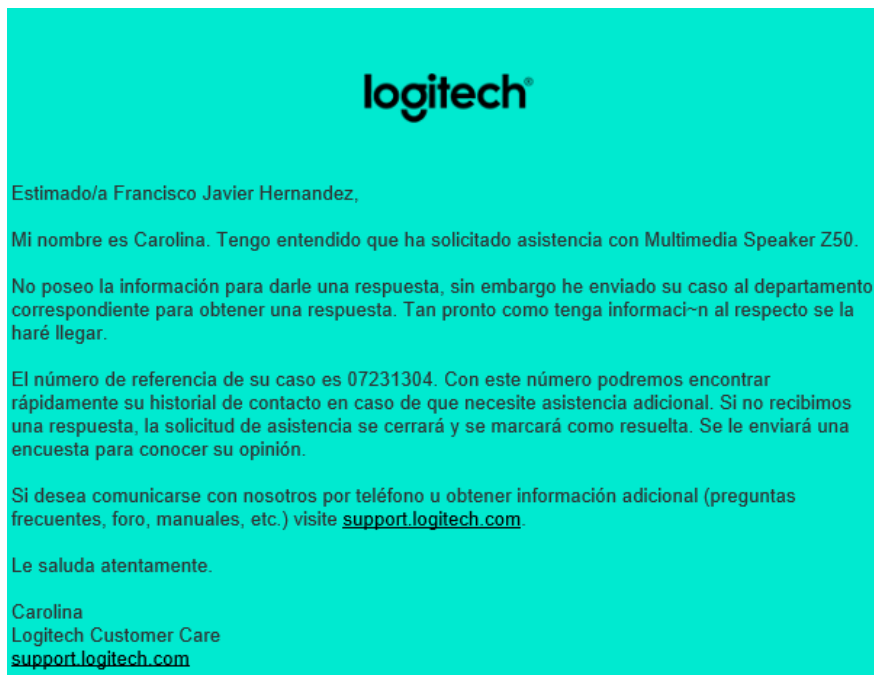 logitech®
Estimado/a Francisco Javier Hernandez,
Mi nombre es Carolina. Tengo entendido que ha solicitado asistencia con Multimedia Speaker Z50.
No poseo la información para darle una respuesta, sin embargo he enviado su caso al departamento
correspondiente para obtener una respuesta. Tan pronto como tenga informaci~n al respecto se la
haré llegar.
El número de referencia de su caso es 07231304. Con este número podremos encontrar
rápidamente su historial de contacto en caso de que necesite asistencia adicional. Si no recibimos
una respuesta, la solicitud de asistencia se cerrará y se marcará como resuelta. Se le enviará una
encuesta para conocer su opinión.
Si desea comunicarse con nosotros por teléfono u obtener información adicional (preguntas
frecuentes, foro, manuales, etc.) visite support.logitech.com.
Le saluda atentamente.
Carolina
Logitech Customer Care
support.logitech.com